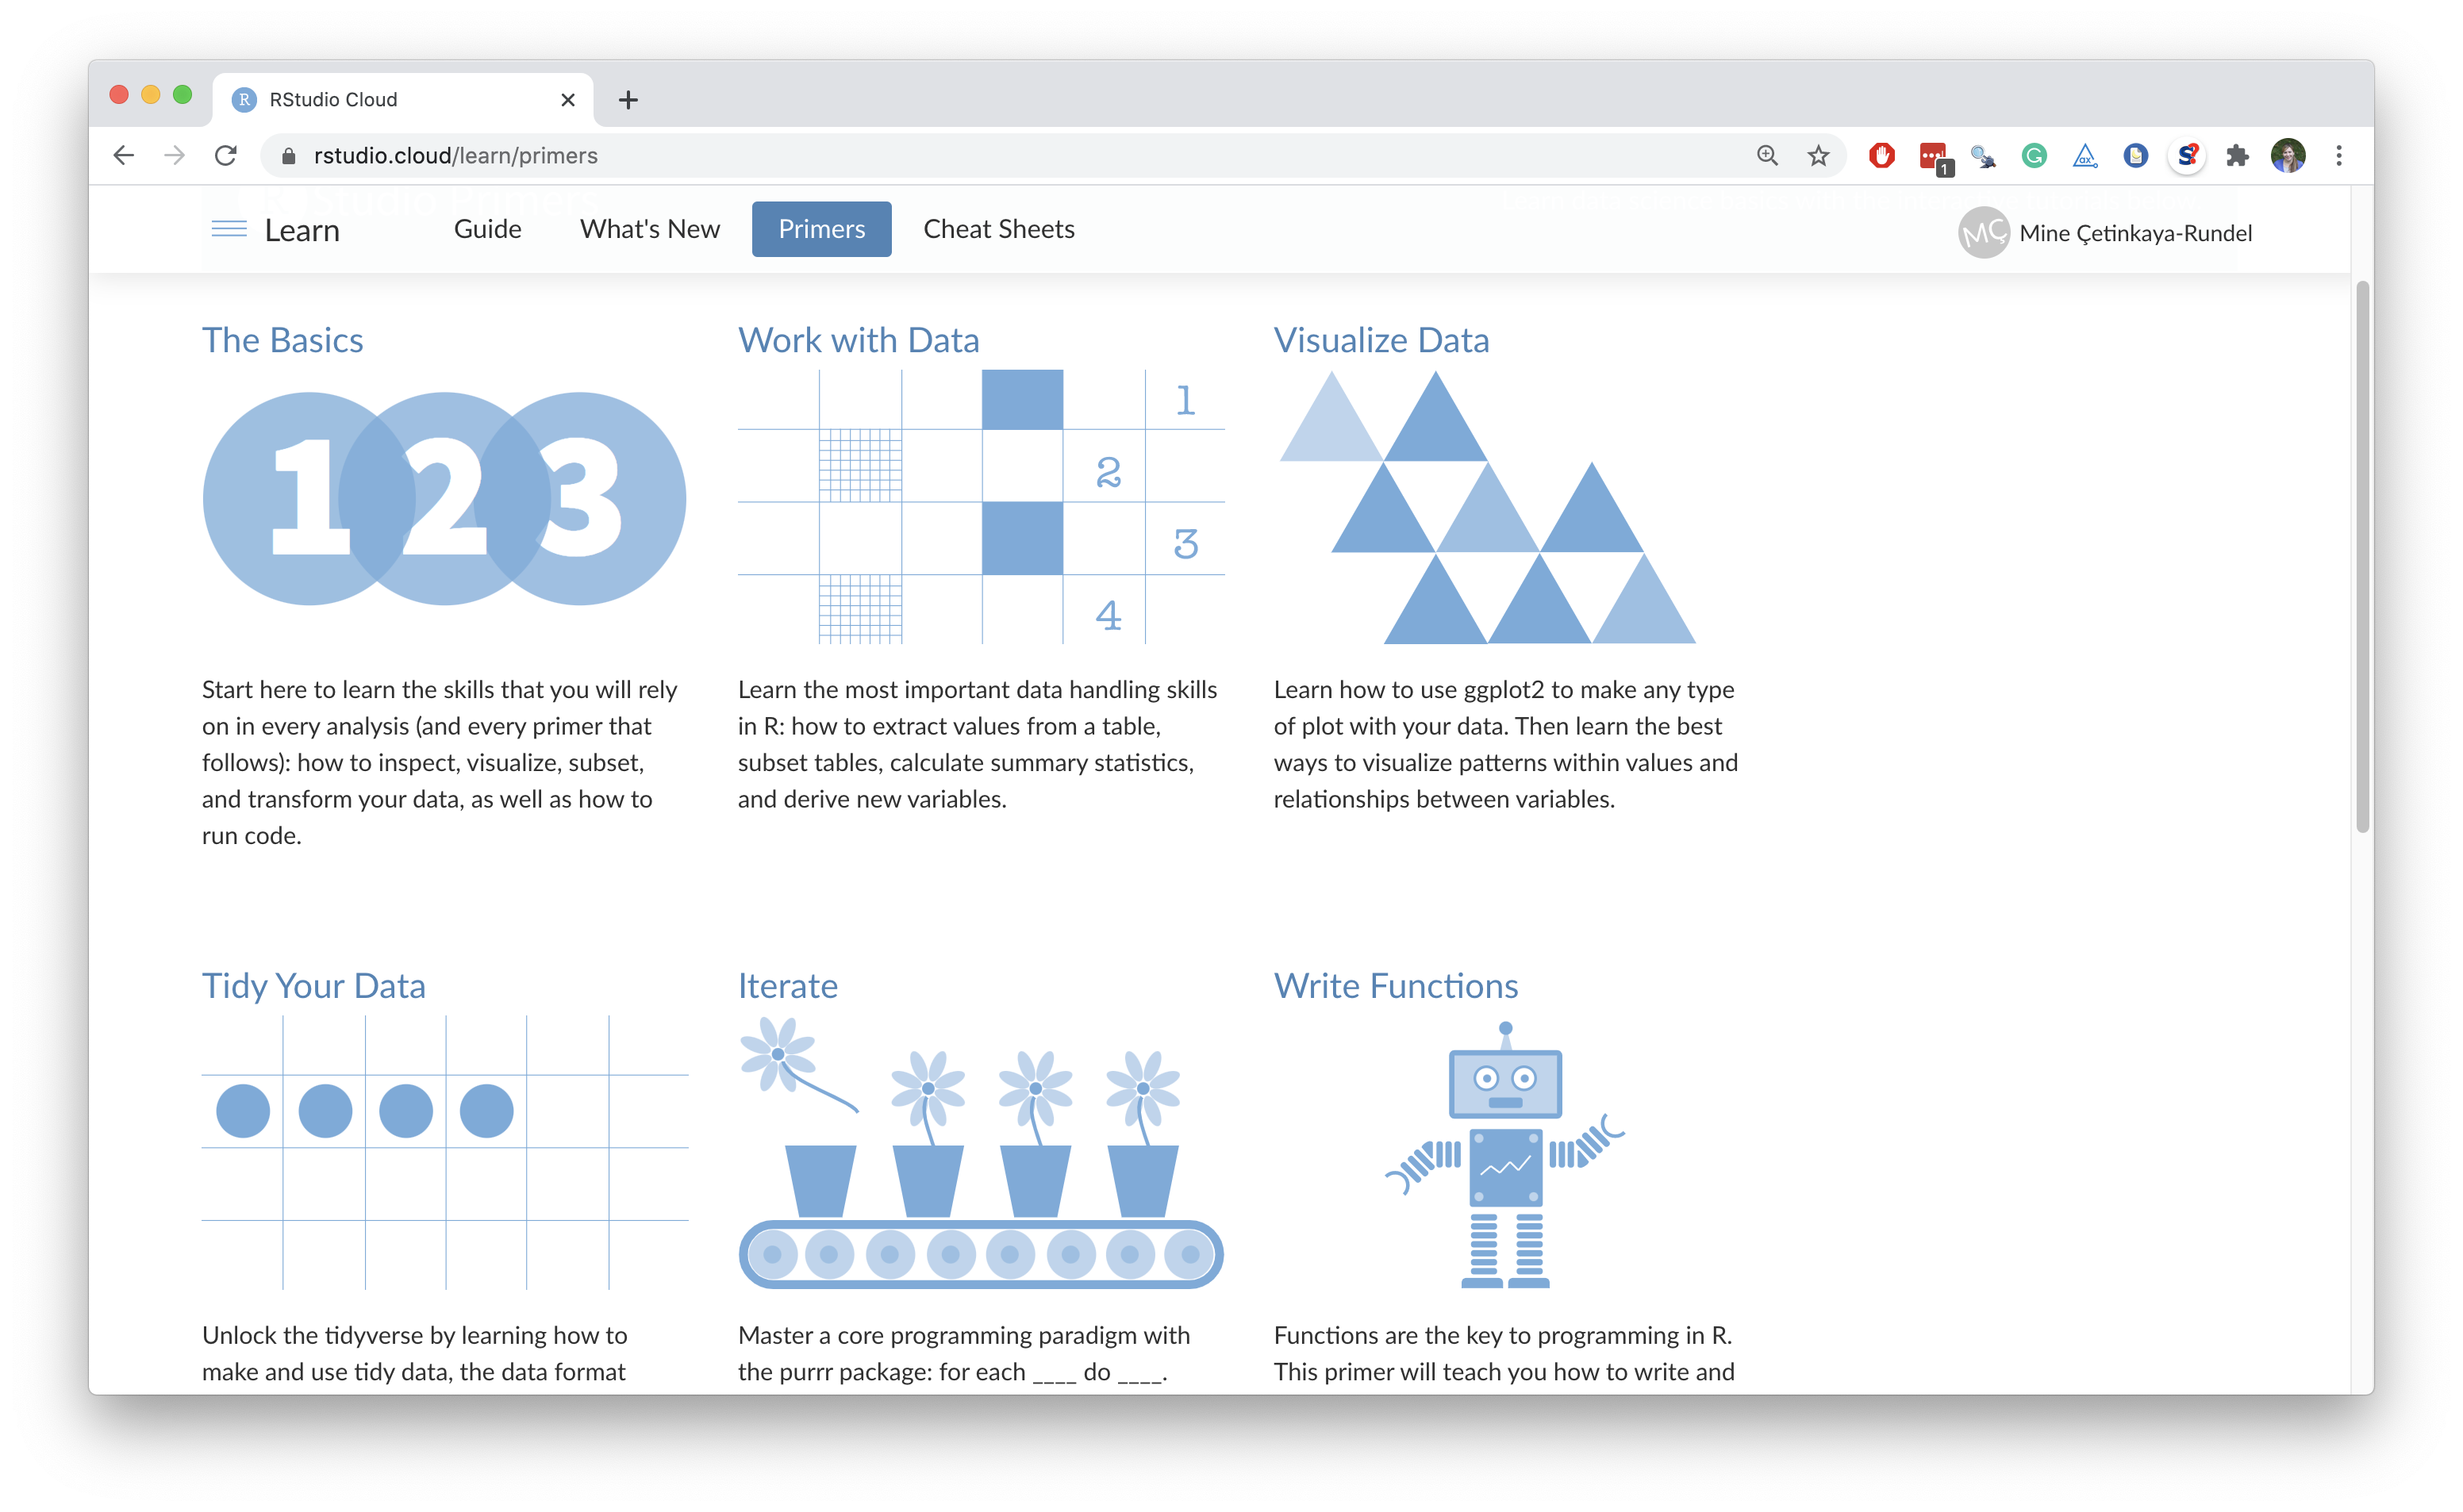 RStudio Cloud
rstudio.cloud/learn/primers
1
Learn
Guide
What's New
Primers
Cheat Sheets
MÇ
Mine Çetinkaya-Rundel
The Basics
1 2 3
Start here to learn the skills that you will rely
on in every analysis (and every primer that
follows): how to inspect, visualize, subset,
and transform your data, as well as how to
run code.
Work with Data
1
2
3
4
Learn the most important data handling skills
in R: how to extract values from a table,
subset tables, calculate summary statistics,
and derive new variables.
Visualize Data
Learn how to use ggplot2 to make any type
of plot with your data. Then learn the best
ways to visualize patterns within values and
relationships between variables.
Tidy Your Data
Unlock the tidyverse by learning how to
make and use tidy data, the data format
Iterate
Master a core programming paradigm with
the purrr package: for each ____ do ____.
Write Functions
Functions are the key to programming in R.
This primer will teach you how to write and